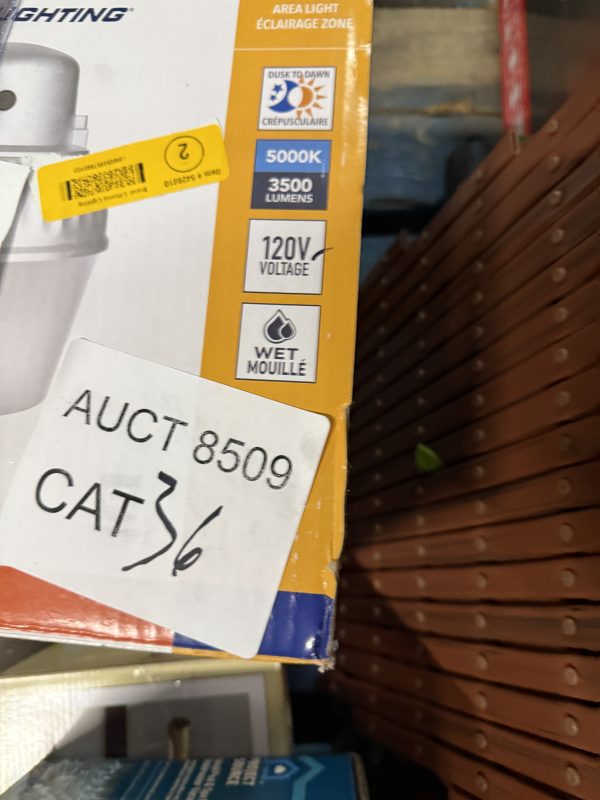 LIGHTING®
AREA LIGHT
ÉCLAIRAGE ZONE
DUSK TO DAWN
CRÉPUSCULAIRE
2
5000K
3500
LUMENS
120V
VOLTAGE
WET
MOUILLÉ
AUCT 8509
CAT 36